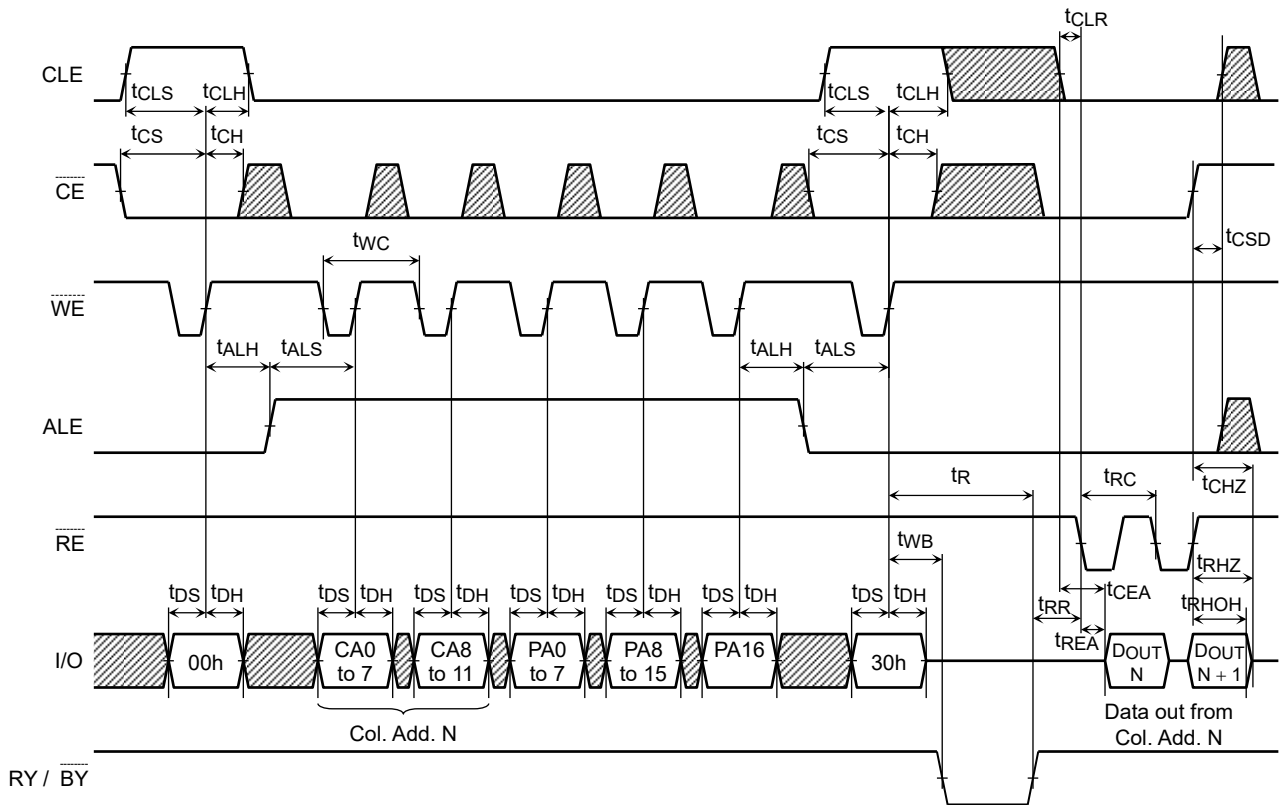 tCLR
CLE
tCLS tCLH tCLS tCLH
tCS tCH tCS tCH
CE
tWC tCSD
WE
tALH tALS tALH tALS
ALE
tR tRC tCHZ
RE
tWB tRHZ
tDS tDH tDS tDH tDS tDH tDS tDH tDS tDH tDS tDH tDS tDH tRR tCEA tRHOH
tREA
I/O 00h CA0 to 7 CA8 to 11 PA0 to 7 PA8 to 15 PA16 30h DOUT N DOUT N + 1
Col. Add. N
Data out from
Col. Add. N
RY / BY